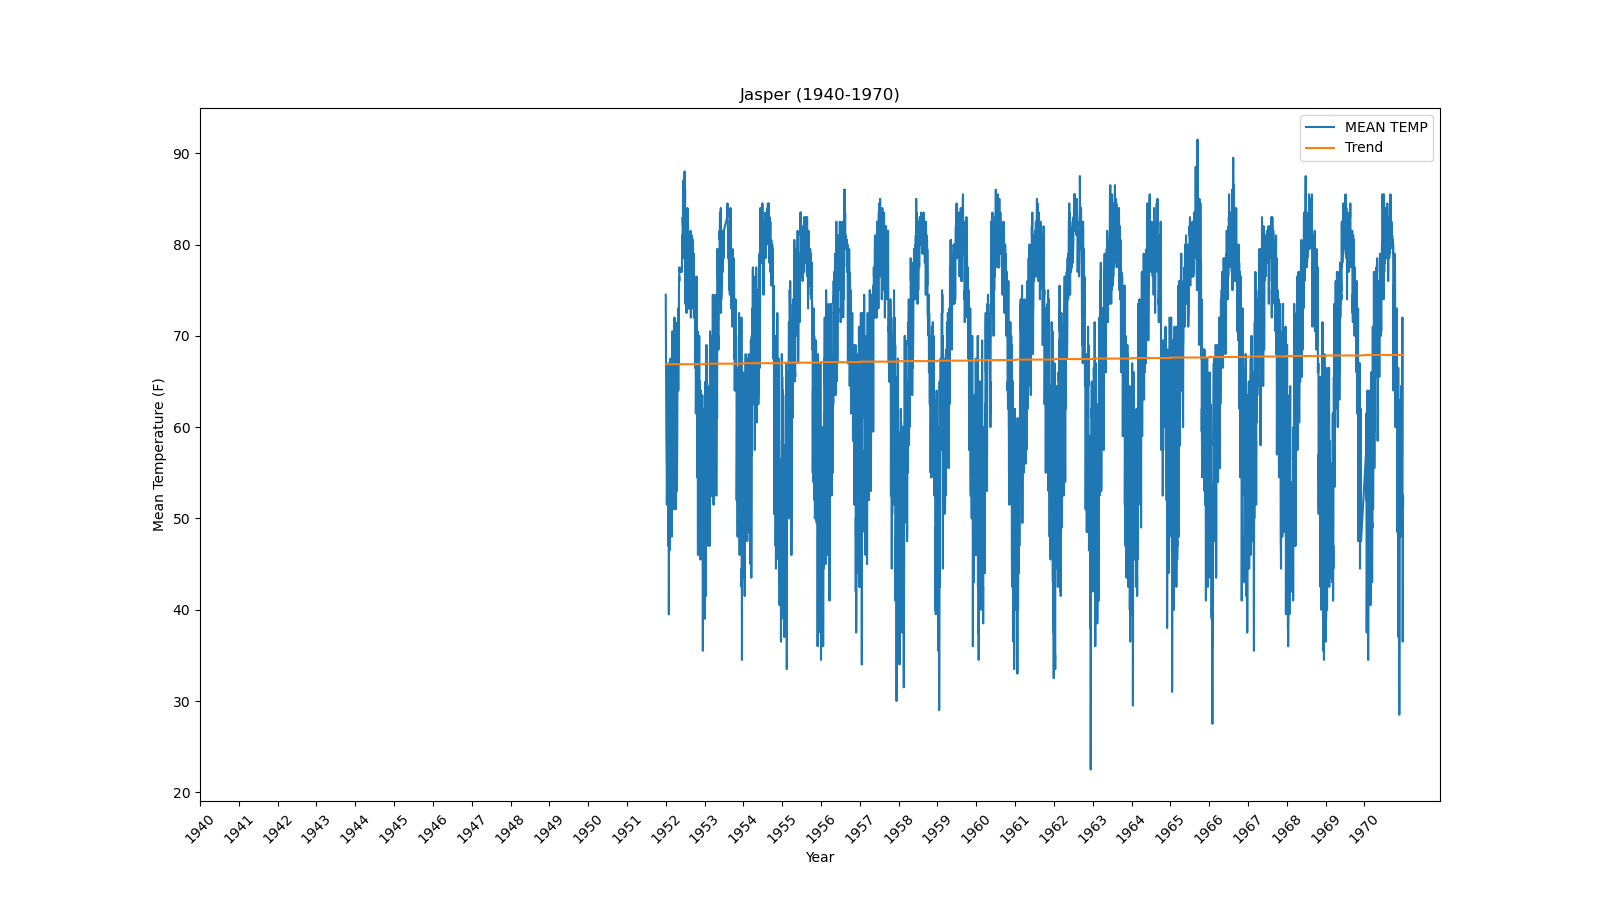 Jasper (1940-1970)
MEAN TEMP
Trend
Mean Temperature (F)
90
80
70
60
50
40
30
20
1940 1941 1942 1943 1944 1945 1946 1947 1948 1949 1950 1951 1952 1953 1954 1955 1956 1957 1958 1959 1960 1961 1962 1963 1964 1965 1966 1967 1968 1969 1970
Year